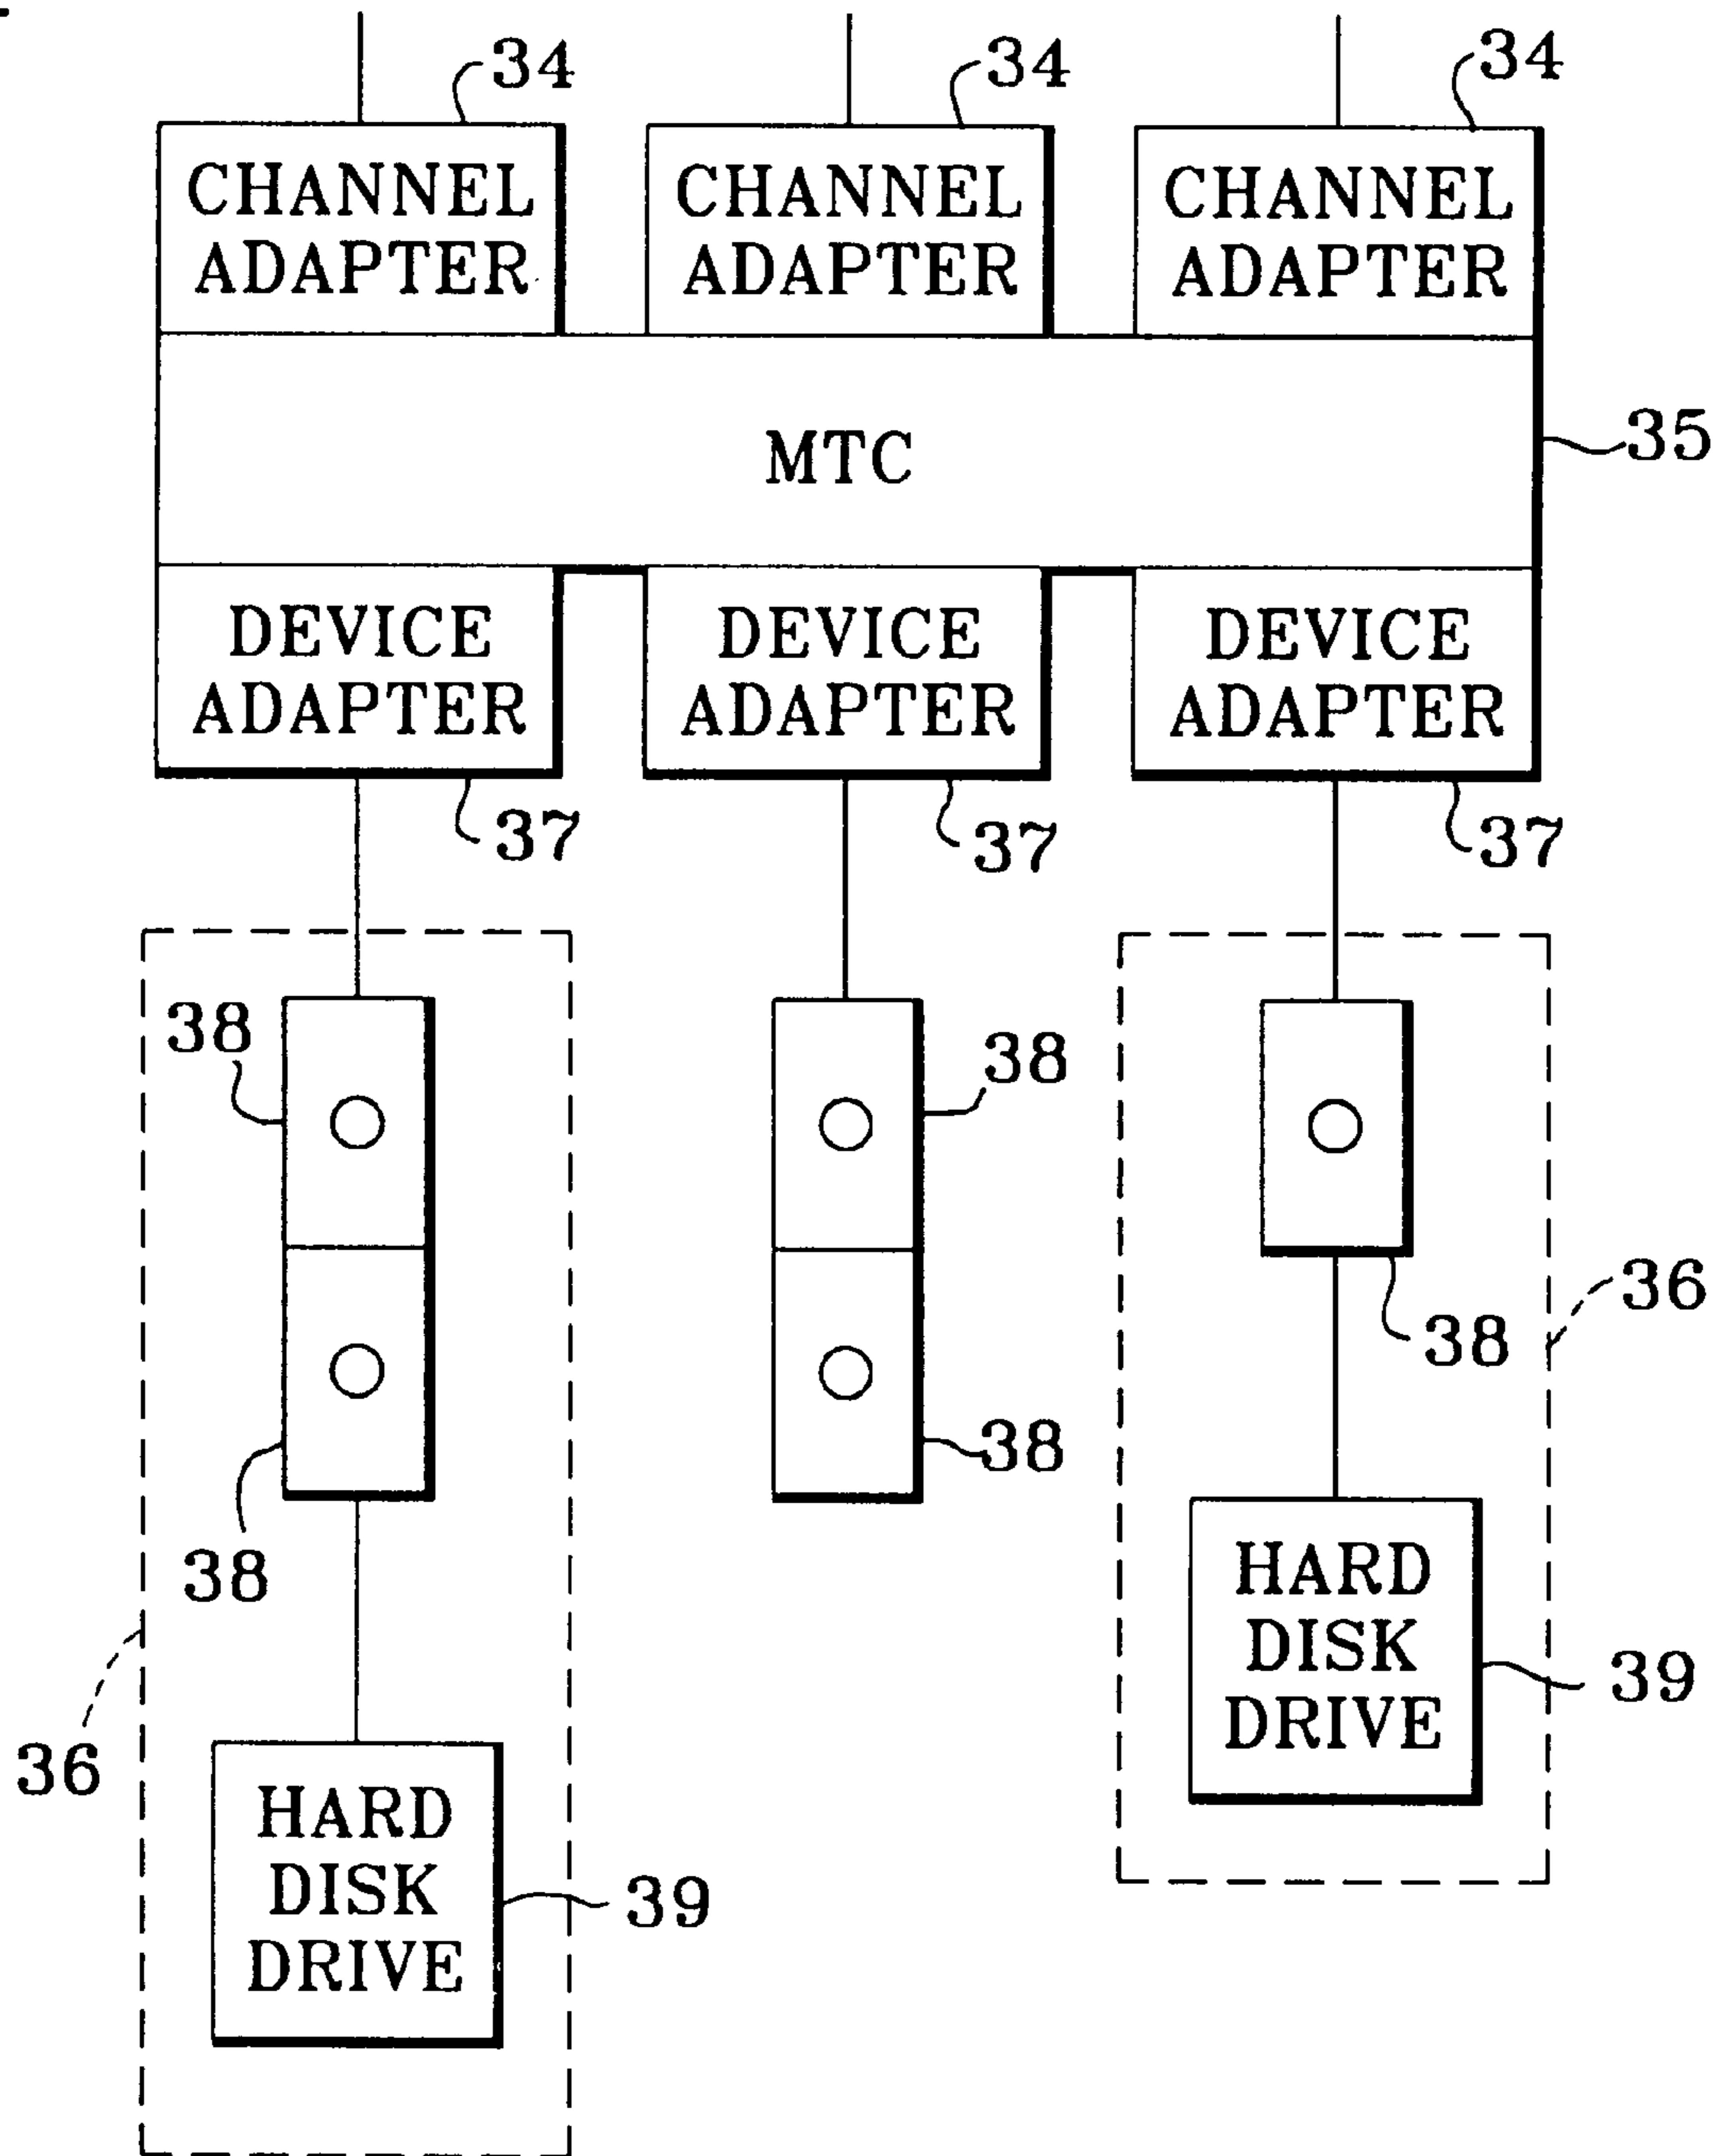 34
34
34
CHANNEL
ADAPTER
CHANNEL
ADAPTER
CHANNEL
ADAPTER
MTC
35
DEVICE
ADAPTER
DEVICE
ADAPTER
DEVICE
ADAPTER
37
37
37
38
38
38
36
38
38
HARD
DISK
DRIVE
39
36
HARD
DISK
DRIVE
39